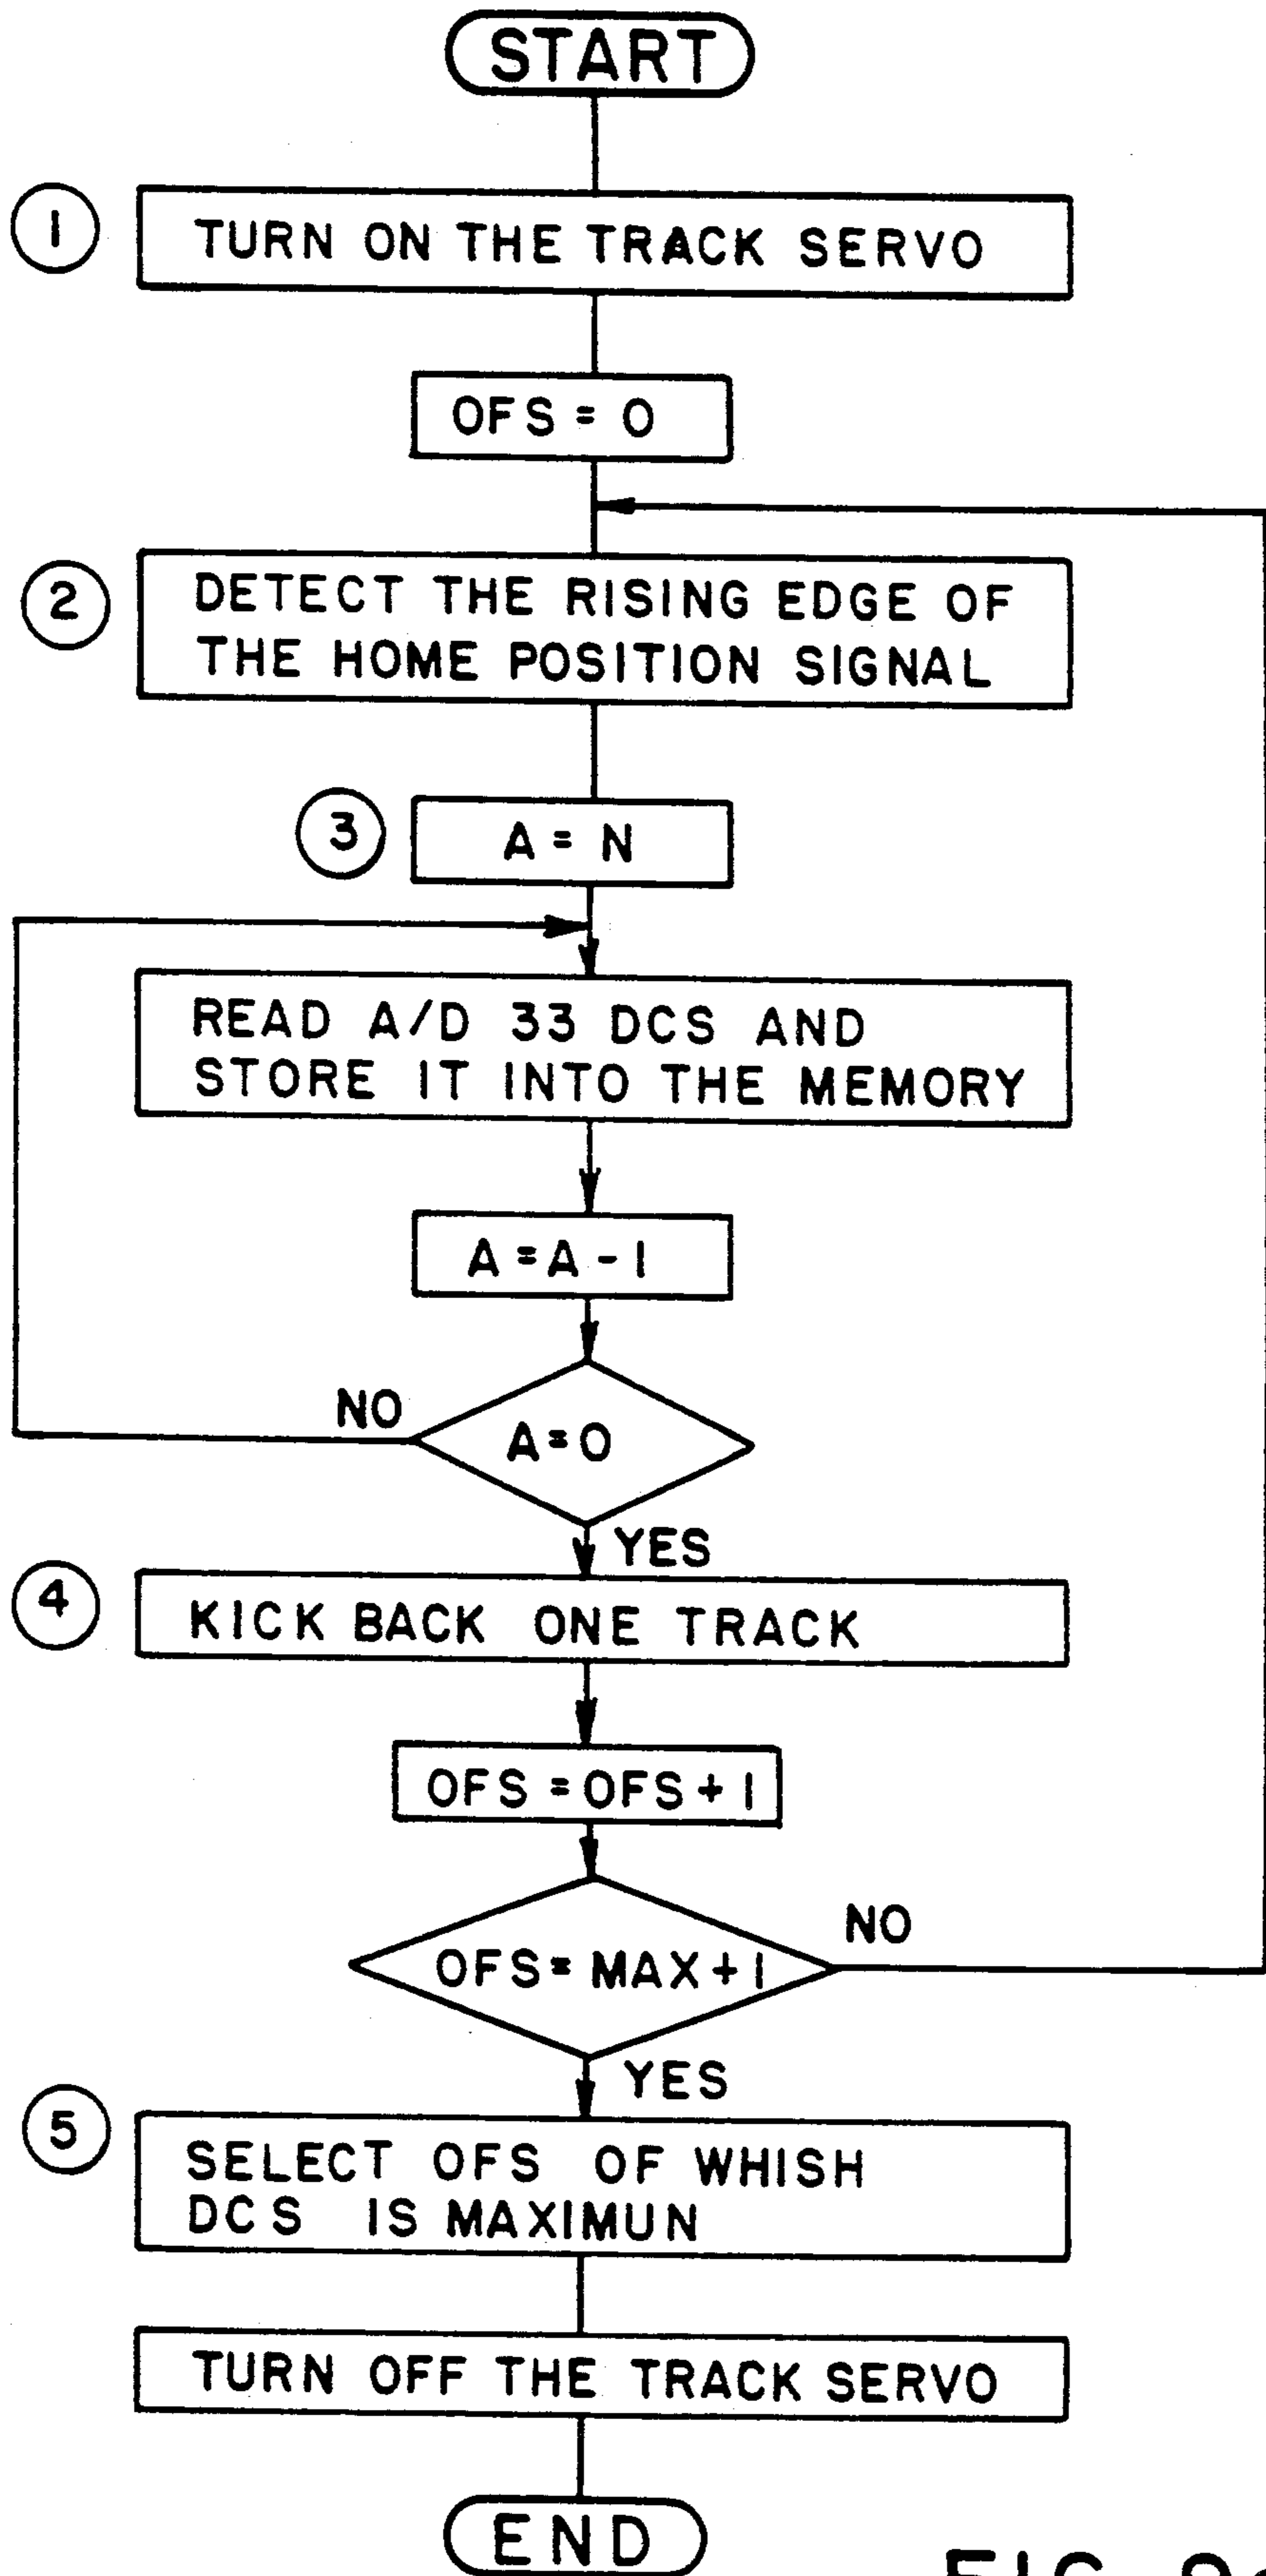 START
1
TURN ON THE TRACK SERVO
OFS = 0
2
DETECT THE RISING EDGE OF
THE HOME POSITION SIGNAL
3
A = N
READ A/D 33 DCS AND
STORE IT INTO THE MEMORY
A = A - 1
NO
A = 0
YES
4
KICK BACK ONE TRACK
OFS = OFS + 1
NO
OFS = MAX + 1
YES
5
SELECT OFS OF WHISH
DCS IS MAXIMUN
TURN OFF THE TRACK SERVO
END
FIG.